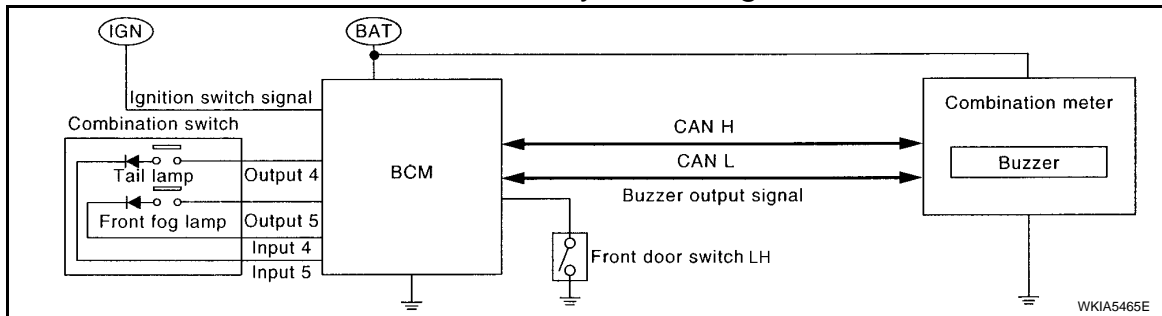 IGN
BAT
Ignition switch signal
Combination switch
Tail lamp
Output 4
Front fog lamp
Output 5
Input 4
Input 5
BCM
CAN H
CAN L
Buzzer output signal
Front door switch LH
Combination meter
Buzzer
WKIA5465E